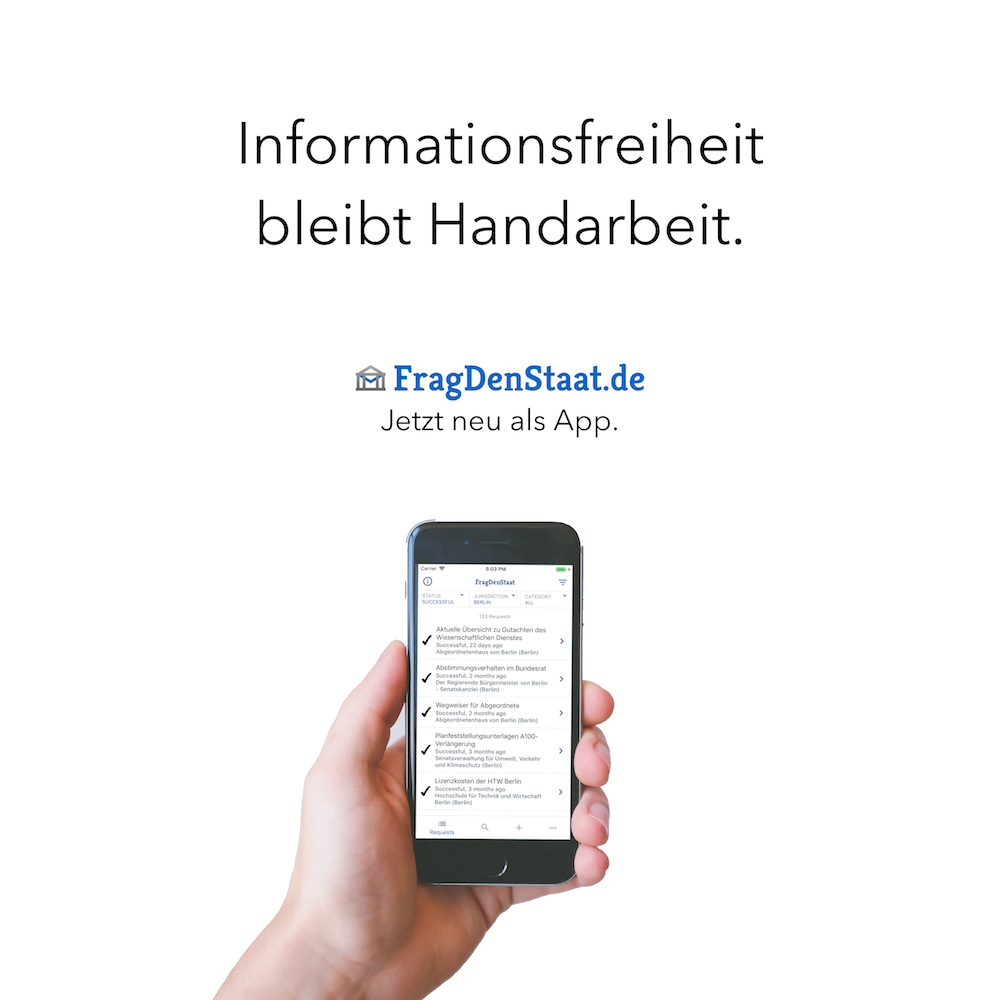 Informationsfreiheit
bleibt Handarbeit.
FragDenStaat.de
Jetzt neu als App.
Carrier 5:03 PM
FragDenStaat
STATUS JURISDICTION CATEGORY
SUCCESSFUL BERLIN ALL
133 Requests
Aktuelle Übersicht zu Gutachten des
Wissenschaftlichen Dienstes
Successful, 22 days ago
Abgeordnetenhaus von Berlin (Berlin)
Abstimmungsverhalten im Bundesrat
Successful, 2 months ago
Der Regierende Bürgermeister von Berlin
- Senatskanzlei (Berlin)
Wegweiser für Abgeordnete
Successful, 2 months ago
Abgeordnetenhaus von Berlin (Berlin)
Planfeststellungsunterlagen A100-
Verlängerung
Successful, 3 months ago
Senatsverwaltung für Umwelt, Verkehr
und Klimaschutz (Berlin)
Lizenzkosten der HTW Berlin
Successful, 3 months ago
Hochschule für Technik und Wirtschaft
Berlin (Berlin)
Requests